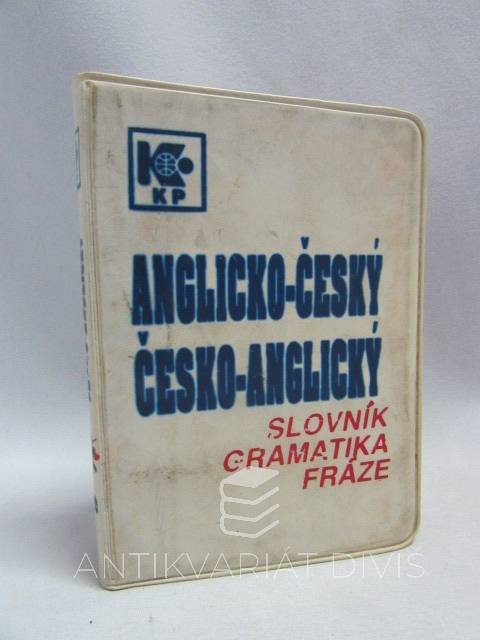 KP
ANGLICKO-ČESKÝ
ČESKO-ANGLICKÝ
SLOVNÍK
GRAMATIKA
FRÁZE
ANTIKVARIÁT DIVIS